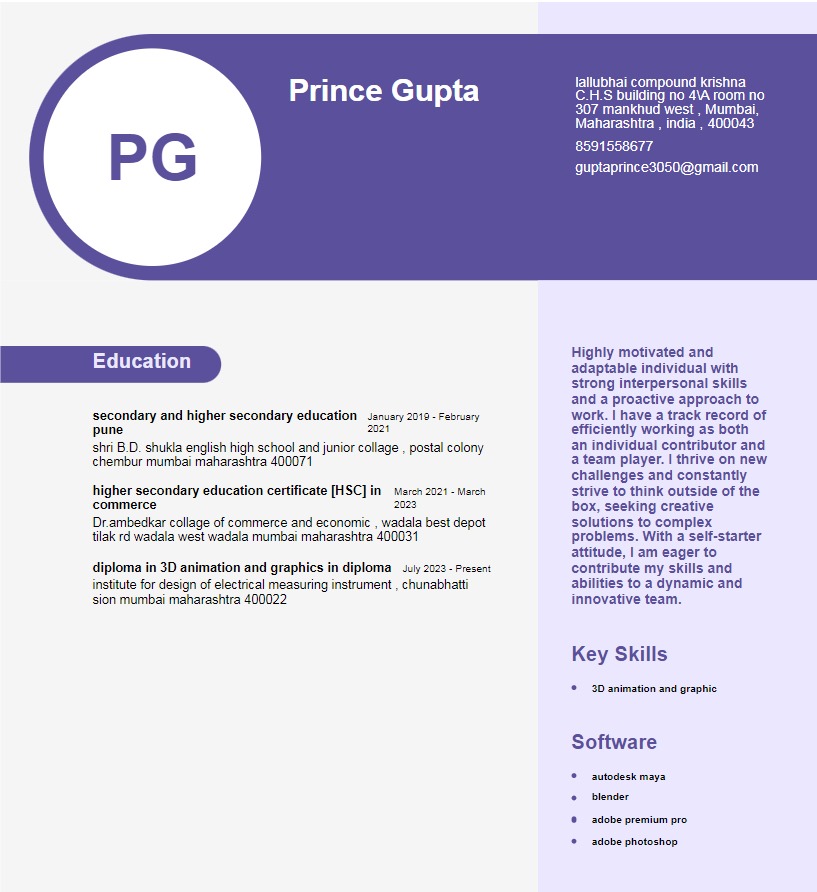 PG
Prince Gupta
lallubhai compound krishna
C.H.S building no 4\A room no
307 mankhud west , Mumbai,
Maharashtra , india , 400043
8591558677
guptaprince3050@gmail.com
Education
secondary and higher secondary education January 2019 - February
pune 2021
shri B.D. shukla english high school and junior collage , postal colony
chembur mumbai maharashtra 400071
higher secondary education certificate [HSC] in March 2021 - March
commerce 2023
Dr.ambedkar collage of commerce and economic , wadala best depot
tilak rd wadala west wadala mumbai maharashtra 400031
diploma in 3D animation and graphics in diploma July 2023 - Present
institute for design of electrical measuring instrument , chunabhatti
sion mumbai maharashtra 400022
Highly motivated and
adaptable individual with
strong interpersonal skills
and a proactive approach to
work. I have a track record of
efficiently working as both
an individual contributor and
a team player. I thrive on new
challenges and constantly
strive to think outside of the
box, seeking creative
solutions to complex
problems. With a self-starter
attitude, I am eager to
contribute my skills and
abilities to a dynamic and
innovative team.
Key Skills
3D animation and graphic
Software
autodesk maya
blender
adobe premium pro
adobe photoshop